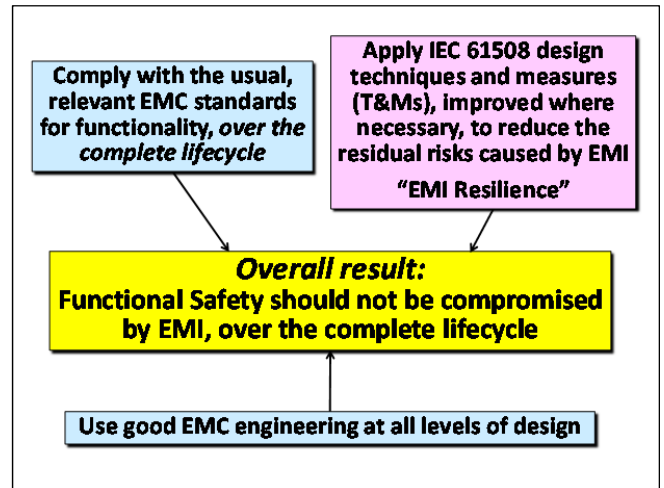 Comply with the usual,
relevant EMC standards
for functionality, over the
complete lifecycle
Apply IEC 61508 design
techniques and measures
(T&Ms), improved where
necessary, to reduce the
residual risks caused by EMI
“EMI Resilience”
Overall result:
Functional Safety should not be compromised
by EMI, over the complete lifecycle
Use good EMC engineering at all levels of design